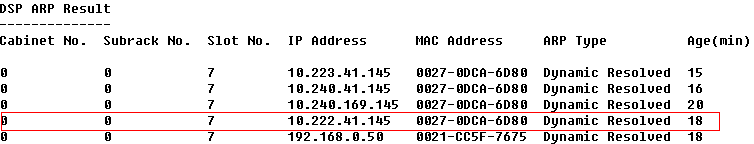 DSP ARP Result
--------------
Cabinet No.  Subrack No.  Slot No.  IP Address      MAC Address     ARP Type          Age(min)
0            0            7         10.223.41.145   0027-0DCA-6D80  Dynamic Resolved  15
0            0            7         10.240.41.145   0027-0DCA-6D80  Dynamic Resolved  16
0            0            7         10.240.169.145  0027-0DCA-6D80  Dynamic Resolved  20
0            0            7         10.222.41.145   0027-0DCA-6D80  Dynamic Resolved  18
0            0            7         192.168.0.50    0021-CC5F-7675  Dynamic Resolved  18